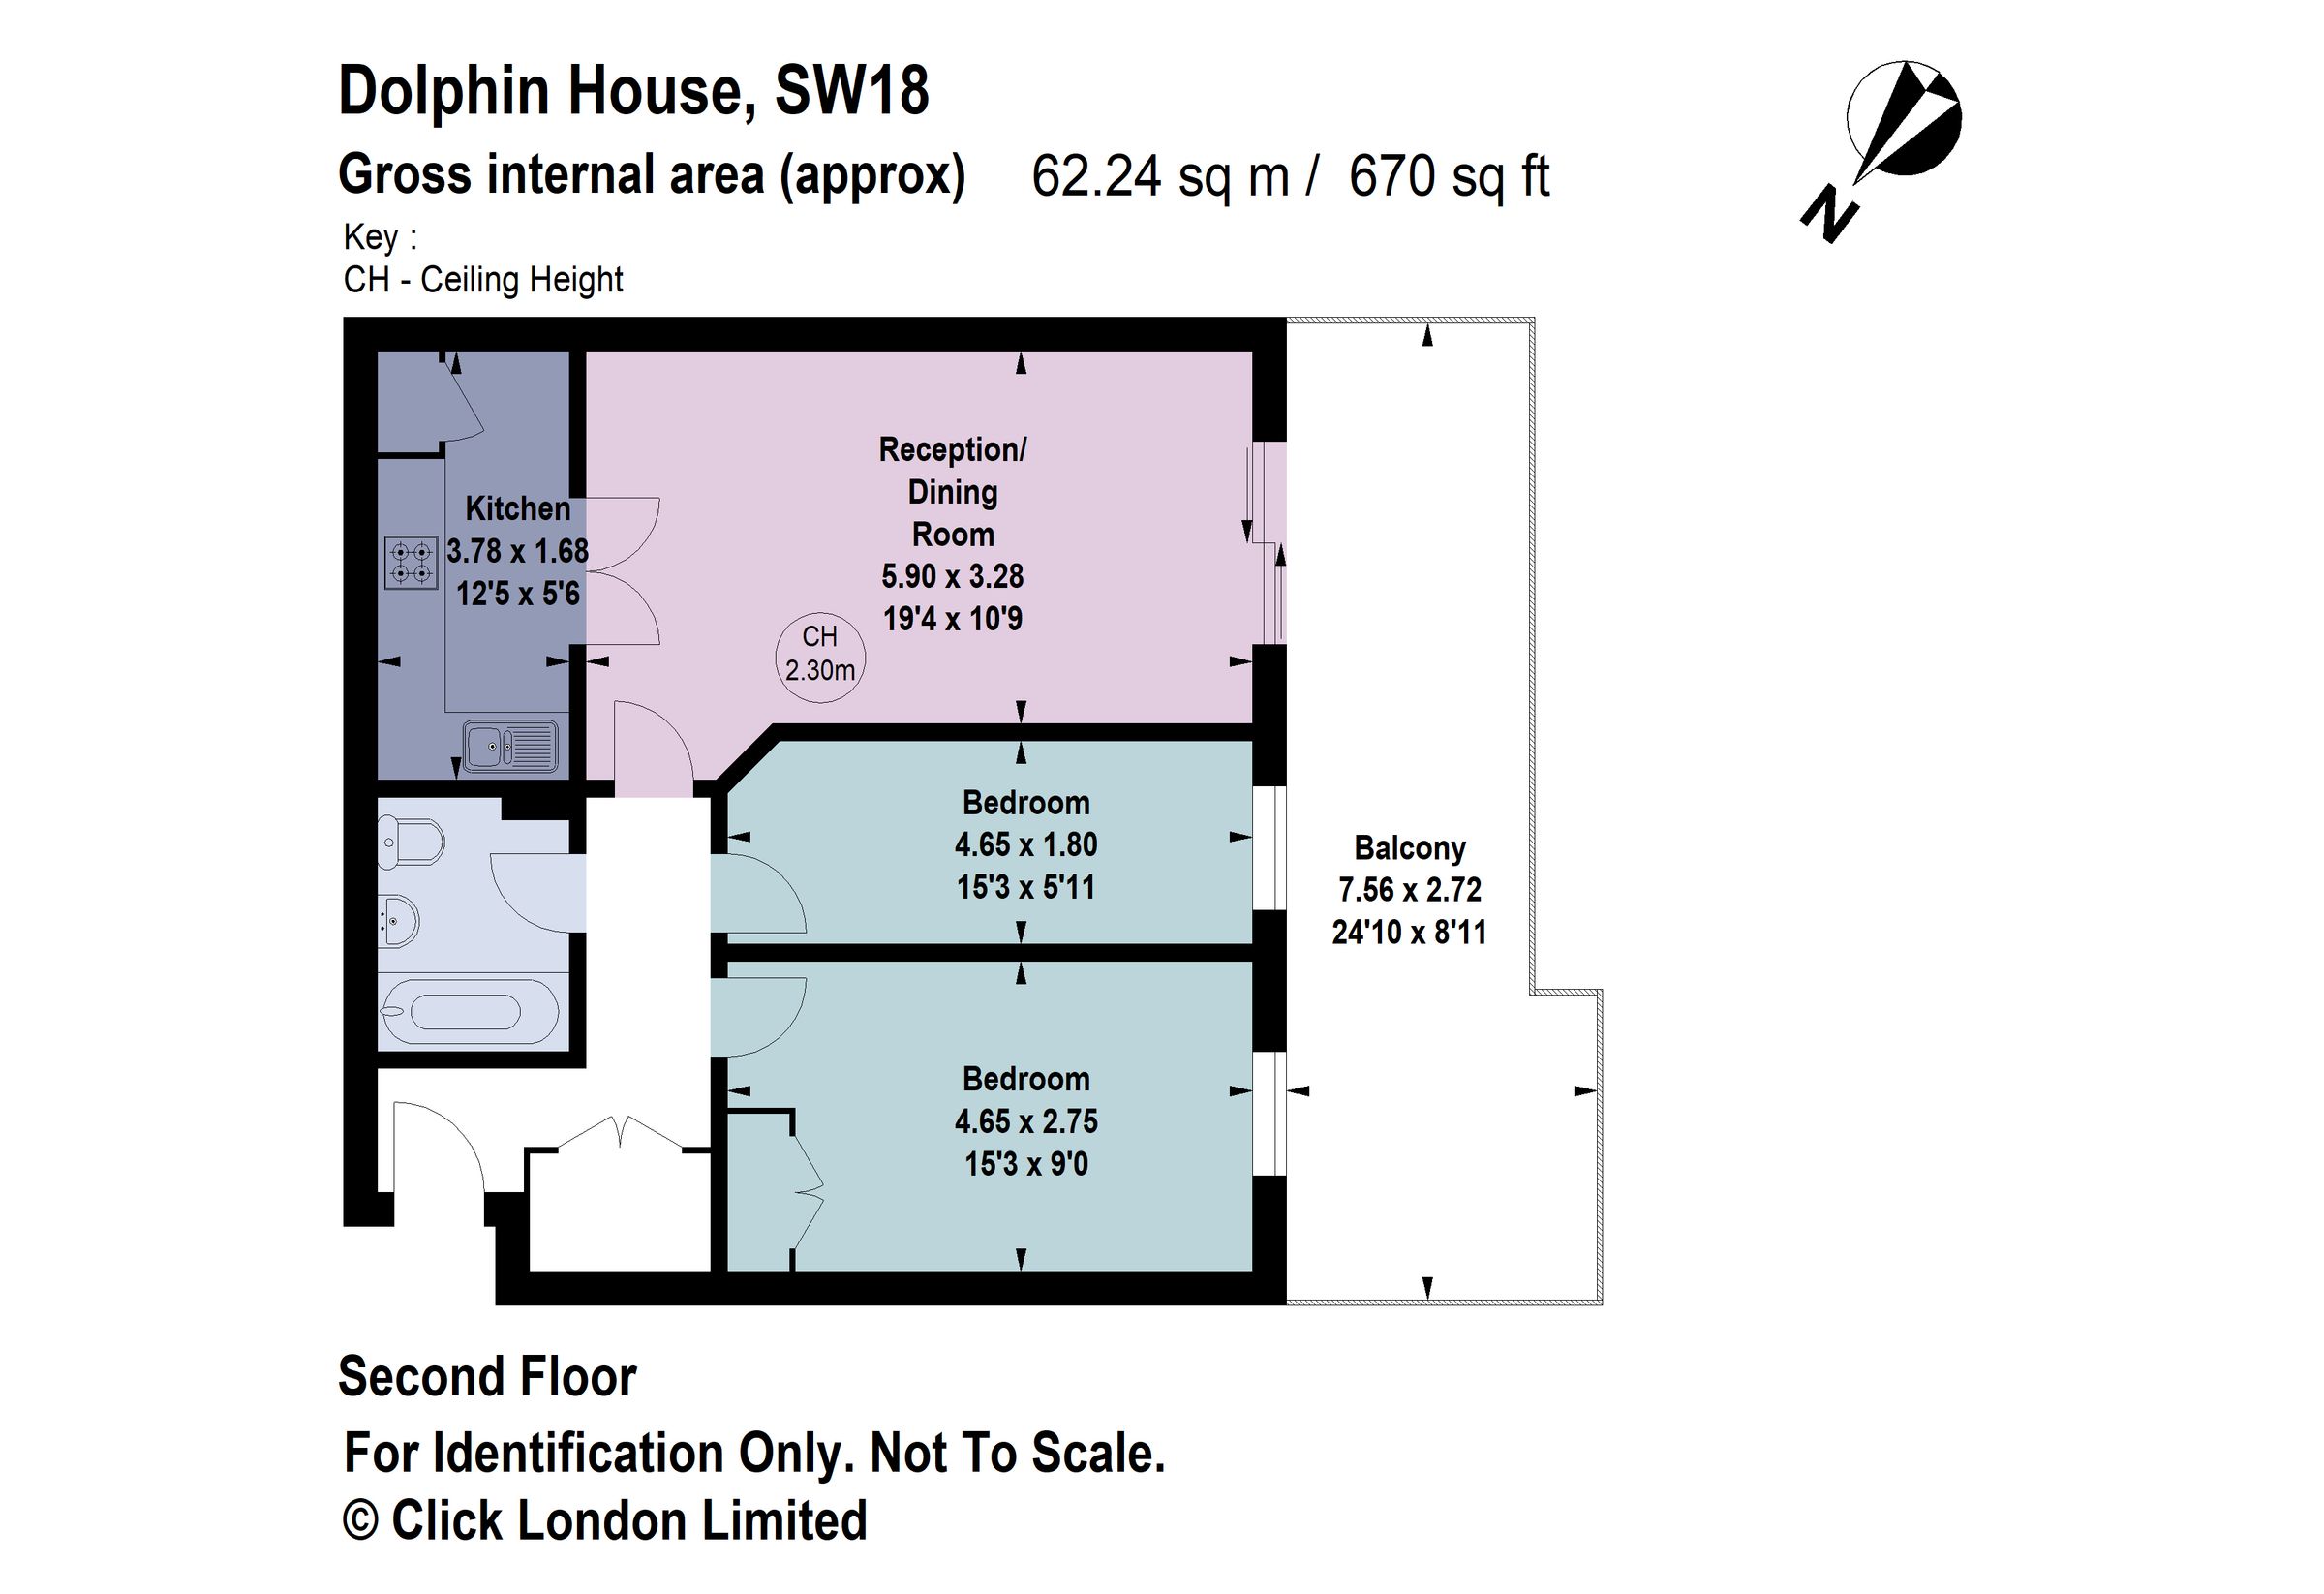 Dolphin House, SW18
Gross internal area (approx) 62.24 sq m / 670 sq ft
Key :
CH - Ceiling Height
N
Reception/
Dining
Room
5.90 x 3.28
19'4 x 10'9
Kitchen
3.78 x 1.68
12'5 x 5'6
CH
2.30m
Bedroom
4.65 x 1.80
15'3 x 5'11
Balcony
7.56 x 2.72
24'10 x 8'11
Bedroom
4.65 x 2.75
15'3 x 9'0
Second Floor
For Identification Only. Not To Scale.
© Click London Limited